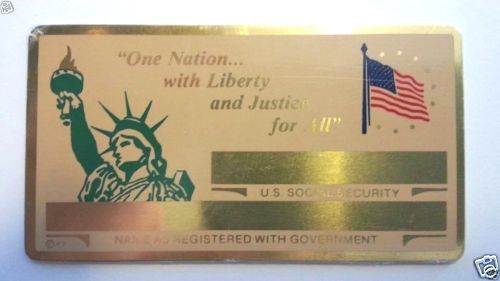 "One Nation...
with Liberty
and Justice
for All"
U.S. SOCIAL SECURITY
NAME AS REGISTERED WITH GOVERNMENT